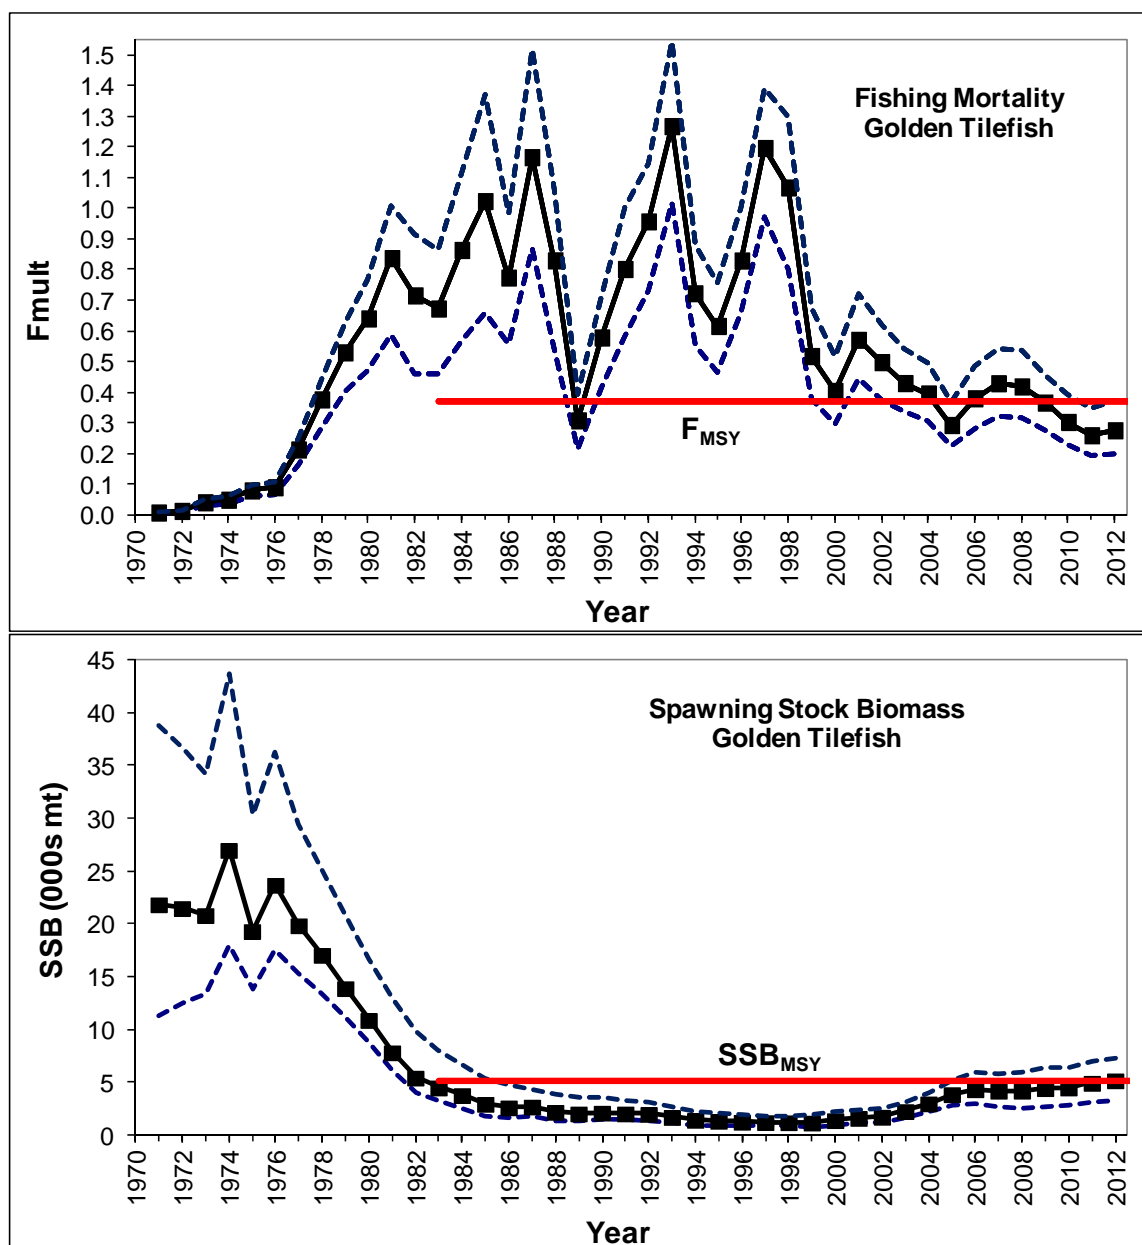 1.5
1.4
1.3
1.2
1.1
1.0
0.9
0.8
0.7
0.6
0.5
0.4
0.3
0.2
0.1
0.0
Fmult
Fishing Mortality
Golden Tilefish
FMSY
1970 1972 1974 1976 1978 1980 1982 1984 1986 1988 1990 1992 1994 1996 1998 2000 2002 2004 2006 2008 2010 2012
Year
45
40
35
30
25
20
15
10
5
0
SSB (000s mt)
Spawning Stock Biomass
Golden Tilefish
SSBMSY
1970 1972 1974 1976 1978 1980 1982 1984 1986 1988 1990 1992 1994 1996 1998 2000 2002 2004 2006 2008 2010 2012
Year